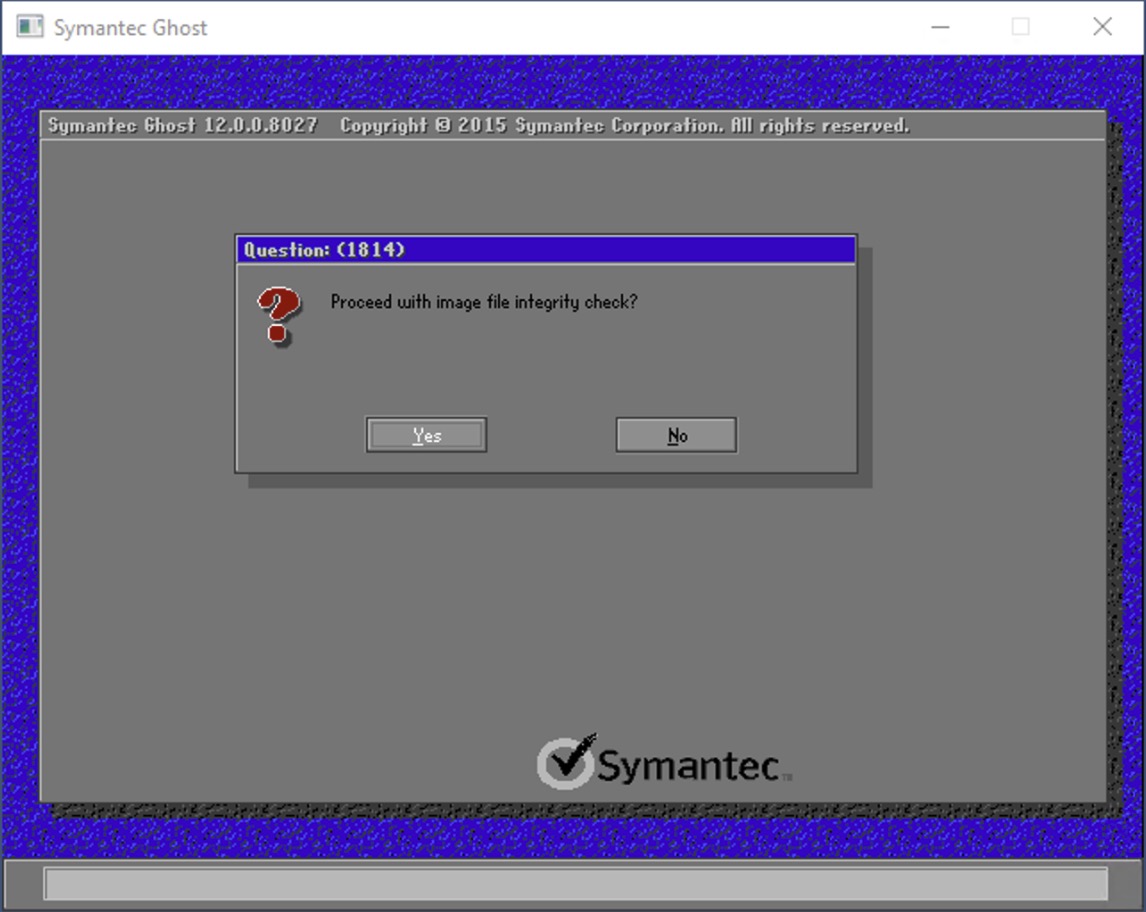 Symantec Ghost
Symantec Ghost 12.0.0.8027 Copyright © 2015 Symantec Corporation. All rights reserved.
Question: (1814)
?
Proceed with image file integrity check?
Yes
No
Symantec™